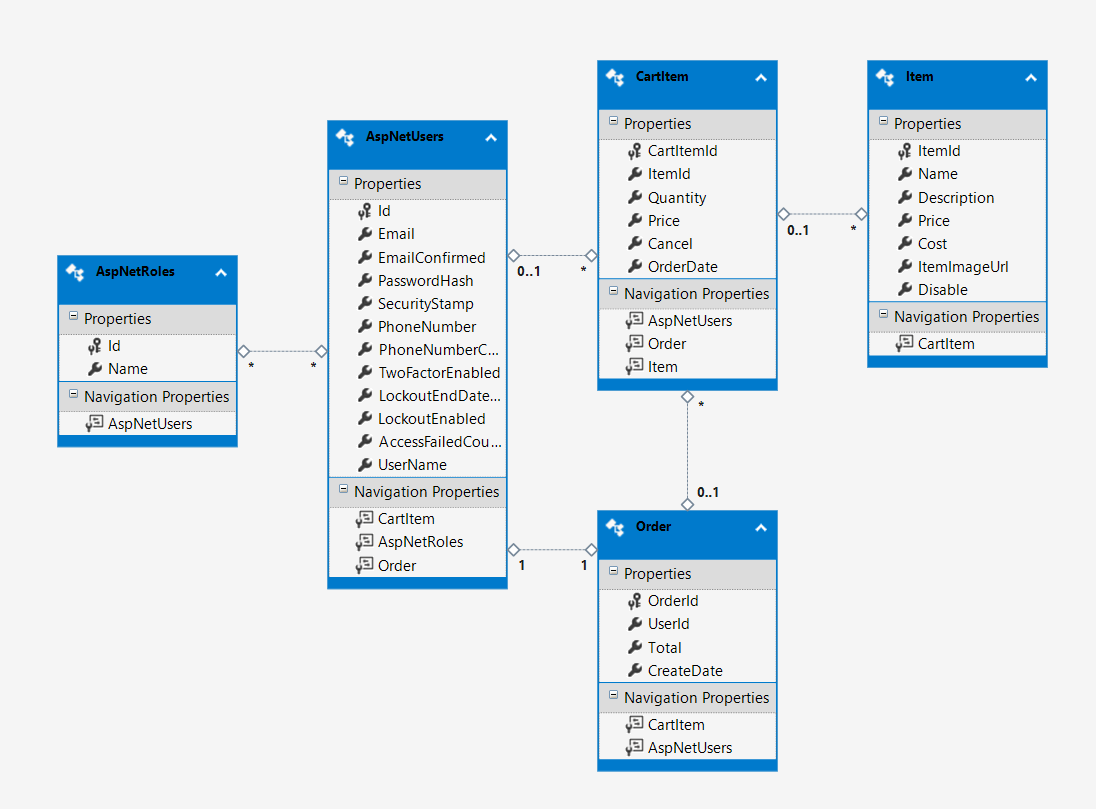 AspNetRoles
Properties
Id
Name
Navigation Properties
AspNetUsers
*
*
AspNetUsers
Properties
Id
Email
EmailConfirmed
PasswordHash
SecurityStamp
PhoneNumber
PhoneNumberC...
TwoFactorEnabled
LockoutEndDate...
LockoutEnabled
AccessFailedCou...
UserName
Navigation Properties
CartItem
AspNetRoles
Order
0..1
*
1
1
CartItem
Properties
CartItemId
ItemId
Quantity
Price
Cancel
OrderDate
Navigation Properties
AspNetUsers
Order
Item
0..1
*
*
0..1
Item
Properties
ItemId
Name
Description
Price
Cost
ItemImageUrl
Disable
Navigation Properties
CartItem
Order
Properties
OrderId
UserId
Total
CreateDate
Navigation Properties
CartItem
AspNetUsers